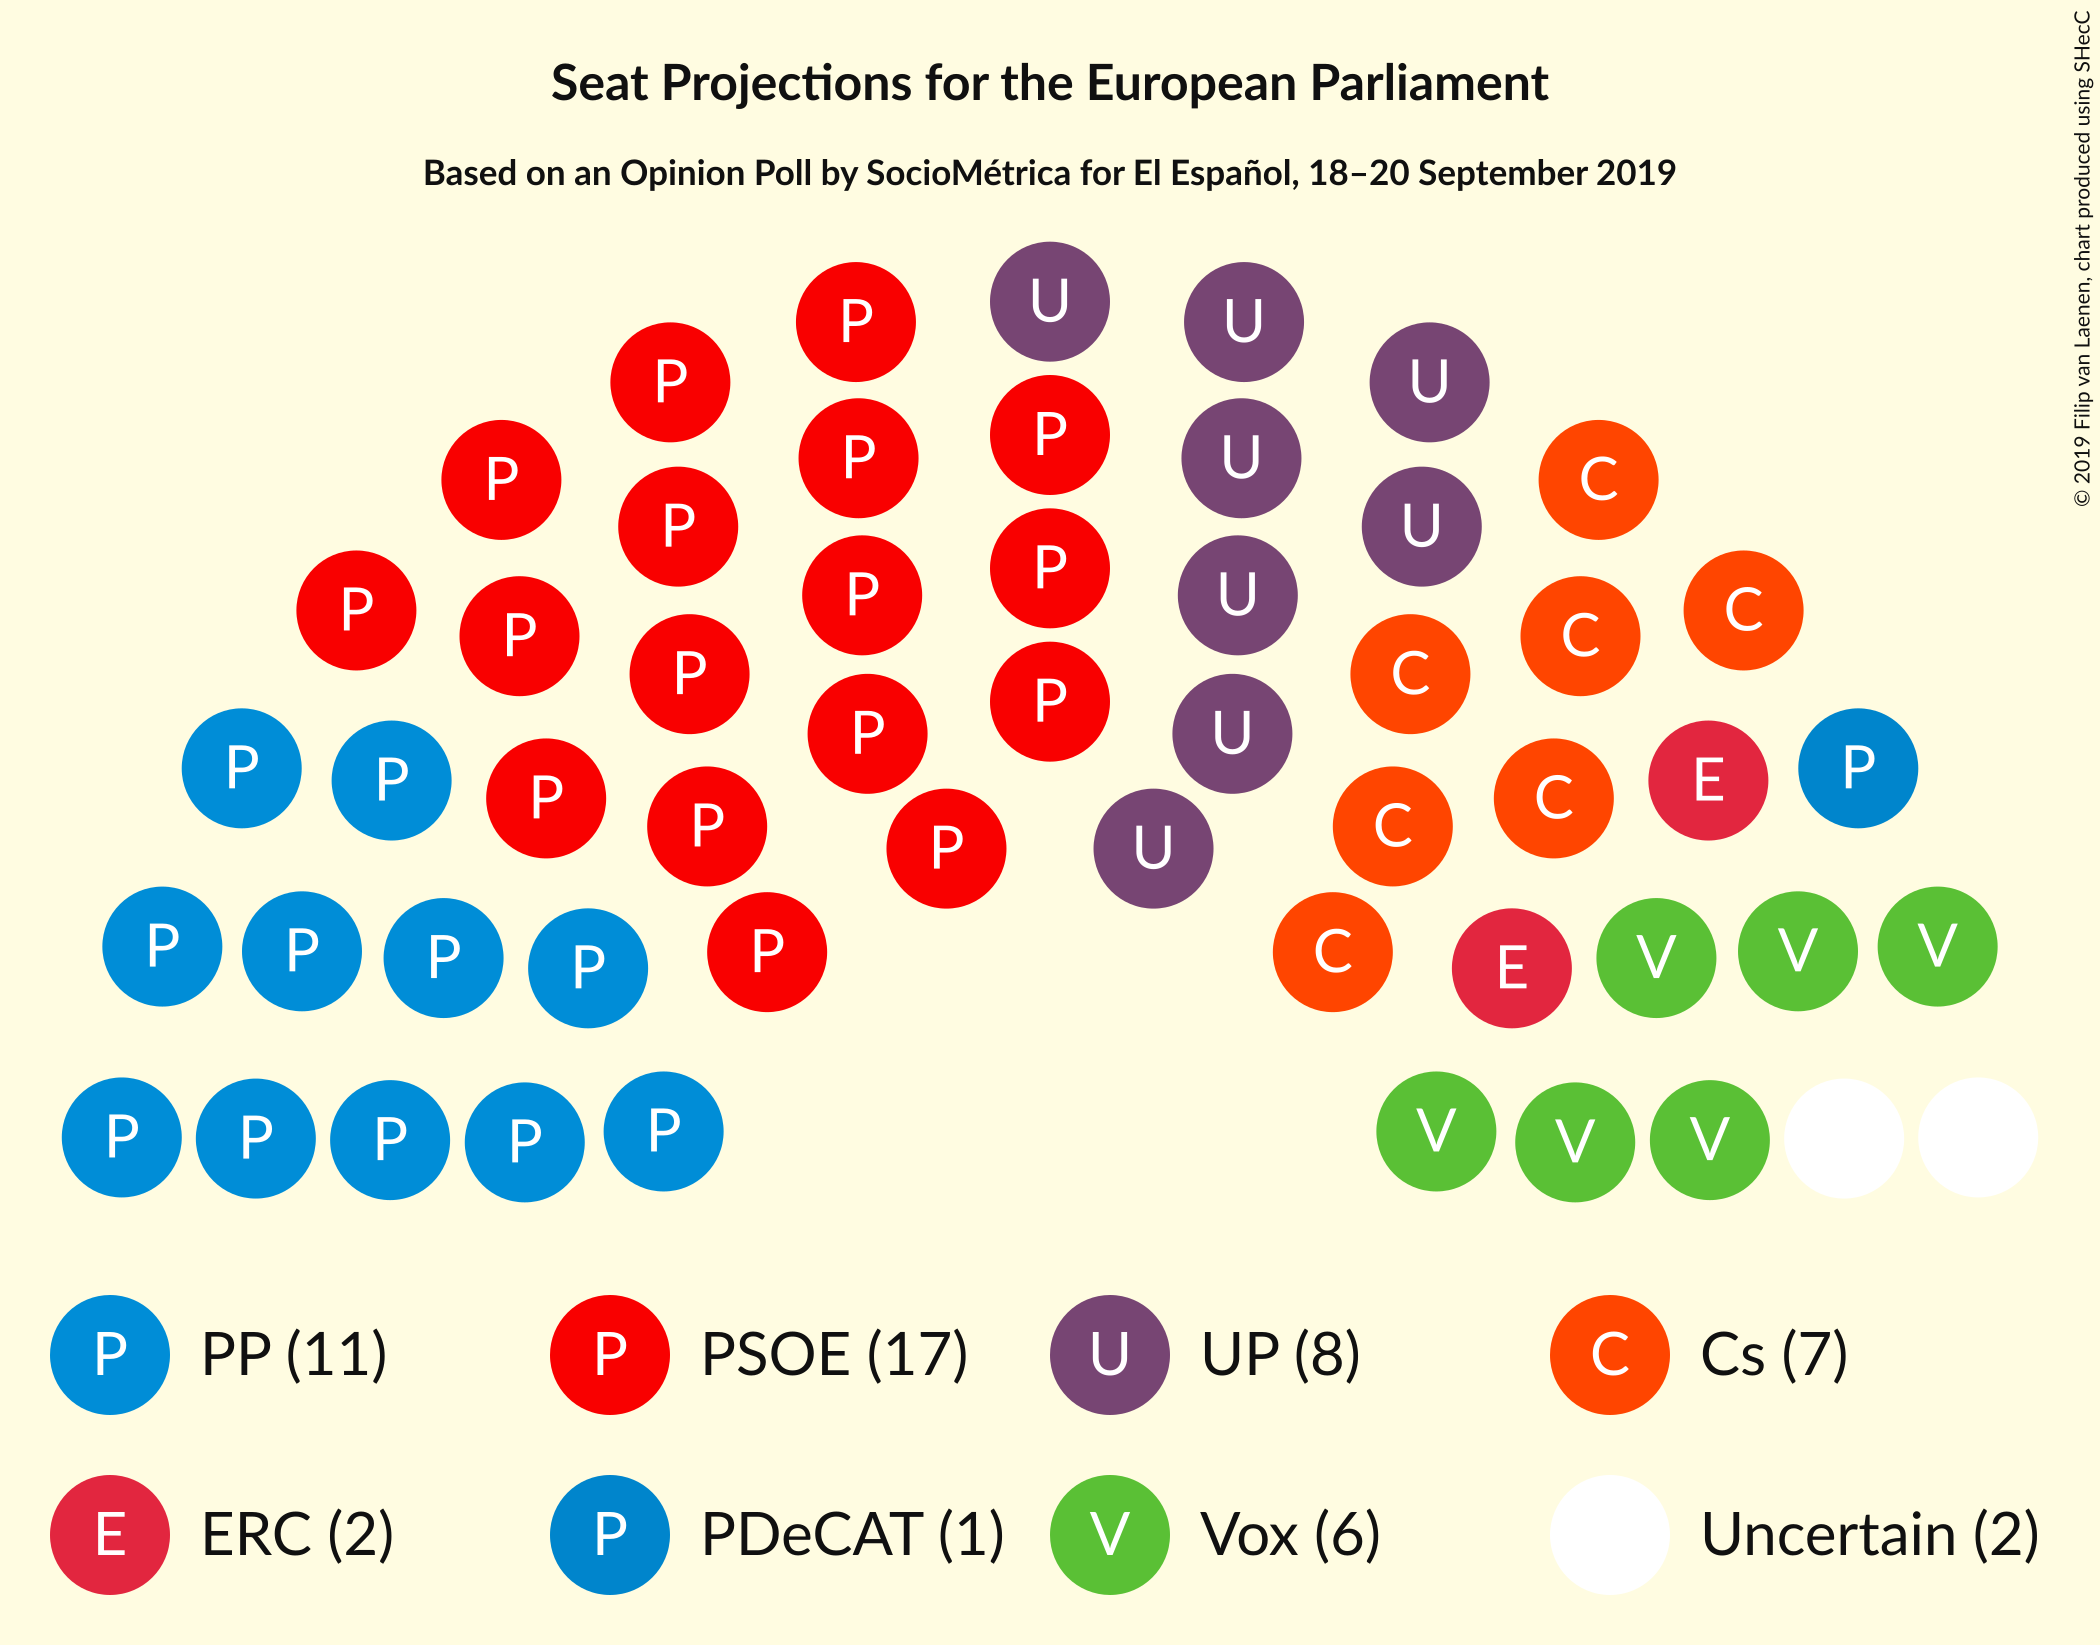 Seat Projections for the European Parliament
Based on an Opinion Poll by SocioMétrica for El Español, 18–20 September 2019
© 2019 Filip van Laenen, chart produced using SHecC
U
P U
P U
P P U
P C
P P U
P P U
P C
P P C
P P C
P U
P P
P C
P E P
P C
P U
P P P P
P C
E V V V
P P P P P
V V V
P PP (11)
P PSOE (17)
U UP (8)
C Cs (7)
E ERC (2)
P PDeCAT (1)
V Vox (6)
Uncertain (2)